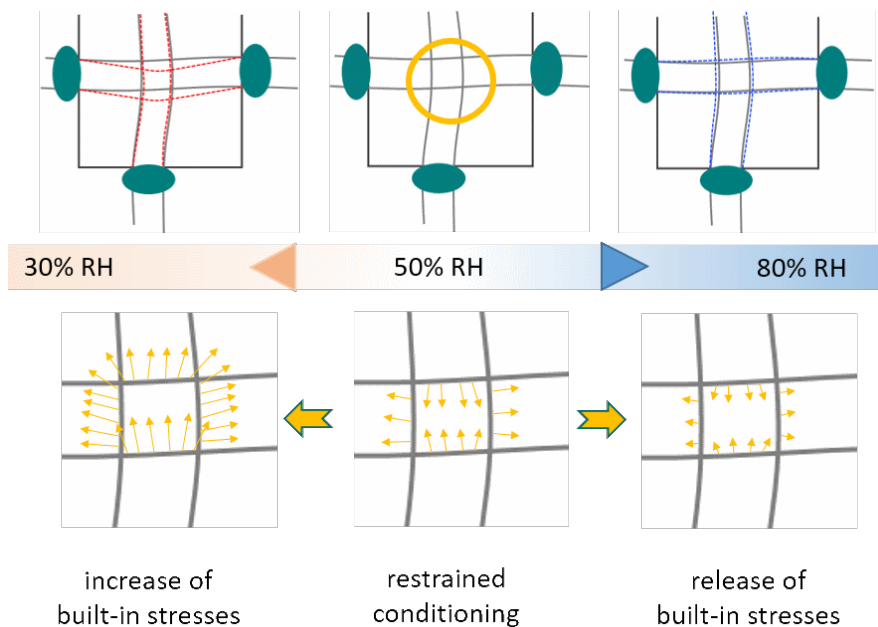 30% RH
50% RH
80% RH
increase of
built-in stresses
restrained
conditioning
release of
built-in stresses